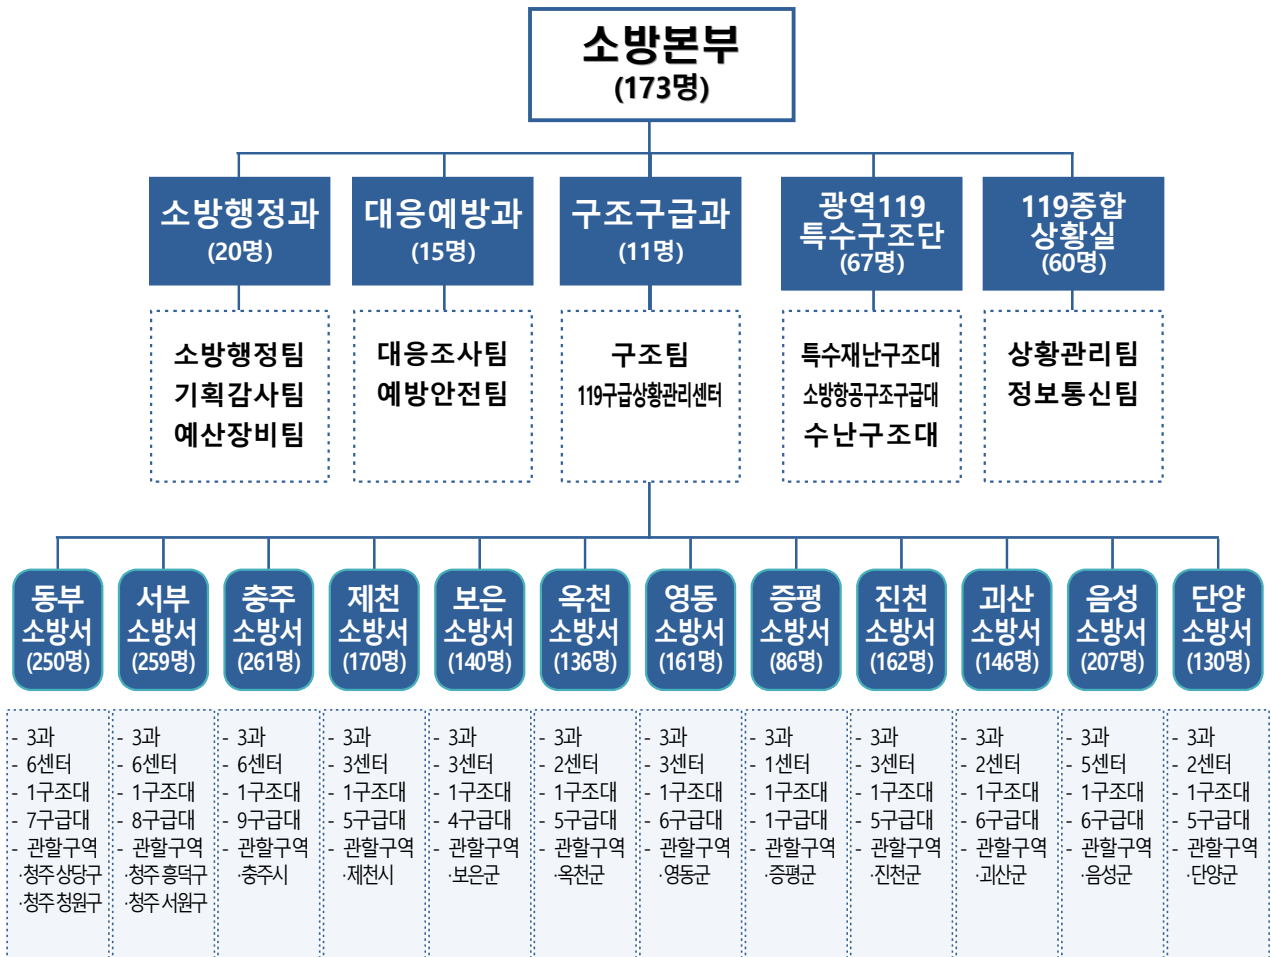 소방본부
(173명)
소방행정과
(20명)
대응예방과
(15명)
구조구급과
(11명)
광역119
특수구조단
(67명)
119종합
상황실
(60명)
소방행정팀
기획감사팀
예산장비팀
대응조사팀
예방안전팀
구조팀
119구급상황관리센터
특수재난구조대
소방항공구조구급대
수난구조대
상황관리팀
정보통신팀
동부
소방서
(250명)
서부
소방서
(259명)
충주
소방서
(261명)
제천
소방서
(170명)
보은
소방서
(140명)
옥천
소방서
(136명)
영동
소방서
(161명)
증평
소방서
(86명)
진천
소방서
(162명)
괴산
소방서
(146명)
음성
소방서
(207명)
단양
소방서
(130명)
- 3과
- 6센터
- 1구조대
- 7구급대
- 관할구역
·청주 상당구
·청주 청원구
- 3과
- 6센터
- 1구조대
- 8구급대
- 관할구역
·청주 흥덕구
·청주 서원구
- 3과
- 6센터
- 1구조대
- 9구급대
- 관할구역
·충주시
- 3과
- 3센터
- 1구조대
- 5구급대
- 관할구역
·제천시
- 3과
- 3센터
- 1구조대
- 4구급대
- 관할구역
·보은군
- 3과
- 2센터
- 1구조대
- 5구급대
- 관할구역
·옥천군
- 3과
- 3센터
- 1구조대
- 6구급대
- 관할구역
·영동군
- 3과
- 1센터
- 1구조대
- 1구급대
- 관할구역
·증평군
- 3과
- 3센터
- 1구조대
- 5구급대
- 관할구역
·진천군
- 3과
- 2센터
- 1구조대
- 6구급대
- 관할구역
·괴산군
- 3과
- 5센터
- 1구조대
- 6구급대
- 관할구역
·음성군
- 3과
- 2센터
- 1구조대
- 5구급대
- 관할구역
·단양군